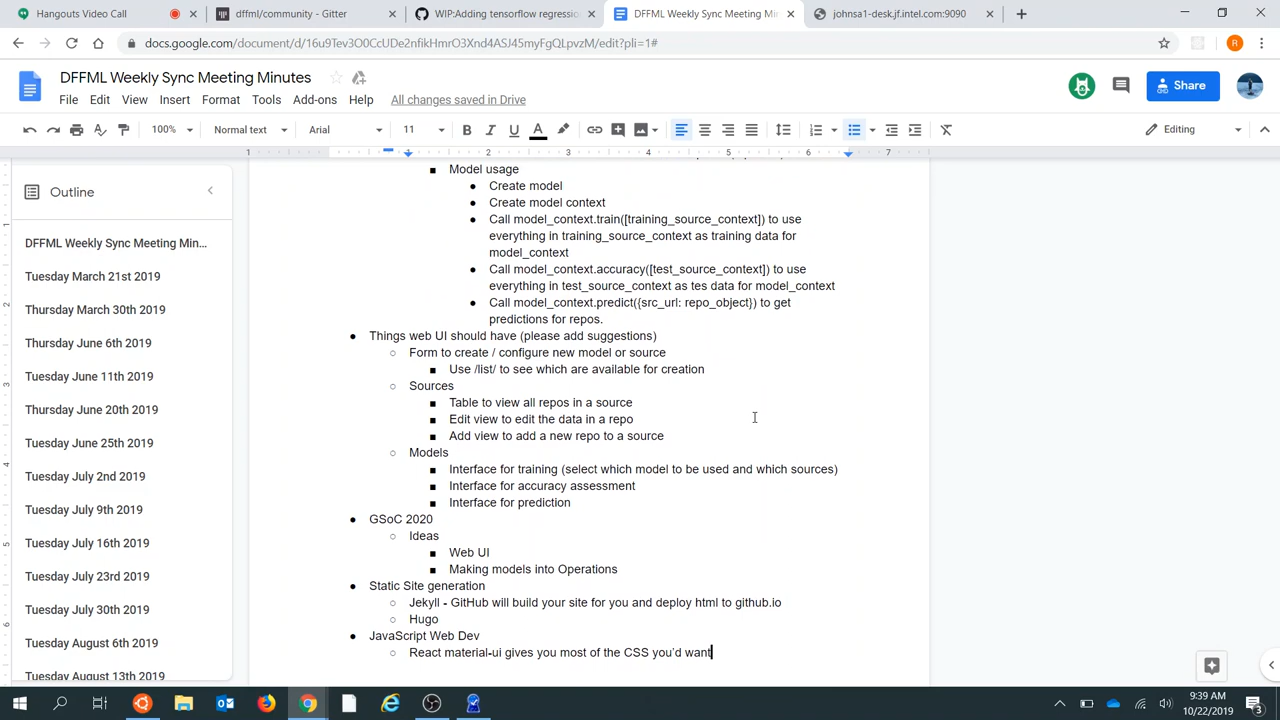 Hangouts Video Call
dffml/community - Gitter
WIP:Adding tensorflow regressio
DFFML Weekly Sync Meeting Min
johnsa1-desk.jf.intel.com:9090
docs.google.com/document/d/16u9Tev3O0CcUDe2nfikHmrO3Xnd4ASJ45myFgQLpvzM/edit?pli=1#
R
DFFML Weekly Sync Meeting Minutes
File Edit View Insert Format Tools Add-ons Help All changes saved in Drive
Share
100% Normal text Arial 11 B I U A Editing
1 1 2 3 4 5 6 7
Outline
DFFML Weekly Sync Meeting Min...
Tuesday March 21st 2019
Thursday March 30th 2019
Thursday June 6th 2019
Tuesday June 11th 2019
Thursday June 20th 2019
Tuesday June 25th 2019
Tuesday July 2nd 2019
Tuesday July 9th 2019
Tuesday July 16th 2019
Tuesday July 23rd 2019
Tuesday July 30th 2019
Tuesday August 6th 2019
Tuesday August 13th 2019
Model usage
Create model
Create model context
Call model_context.train([training_source_context]) to use
everything in training_source_context as training data for
model_context
Call model_context.accuracy([test_source_context]) to use
everything in test_source_context as tes data for model_context
Call model_context.predict({src_url: repo_object}) to get
predictions for repos.
Things web UI should have (please add suggestions)
Form to create / configure new model or source
Use /list/ to see which are available for creation
Sources
Table to view all repos in a source
Edit view to edit the data in a repo
Add view to add a new repo to a source
Models
Interface for training (select which model to be used and which sources)
Interface for accuracy assessment
Interface for prediction
GSoC 2020
Ideas
Web UI
Making models into Operations
Static Site generation
Jekyll - GitHub will build your site for you and deploy html to github.io
Hugo
JavaScript Web Dev
React material-ui gives you most of the CSS you'd want
9:39 AM
10/22/2019
3